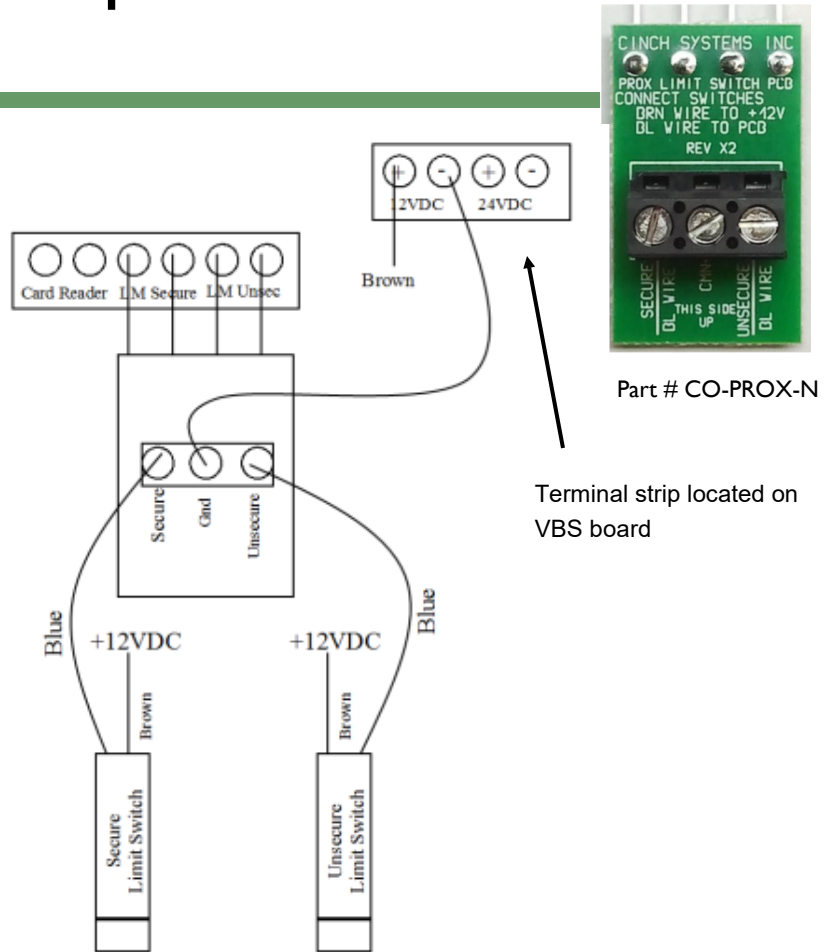 CINCH SYSTEMS INC
PROX LIMIT SWITCH PCB
CONNECT SWITCHES
BRN WIRE TO +12V
BL WIRE TO PCB
REV X2
SECURE
BL WIRE
CMN-
THIS SIDE
UP
UNSECURE
BL WIRE
Part # CO-PROX-N
+ - + -
12VDC 24VDC
Brown
Card Reader LM Secure LM Unsec
Terminal strip located on
VBS board
Secure
Gnd
Unsecure
Blue
Blue
+12VDC
+12VDC
Brown
Brown
Secure
Limit Switch
Unsecure
Limit Switch